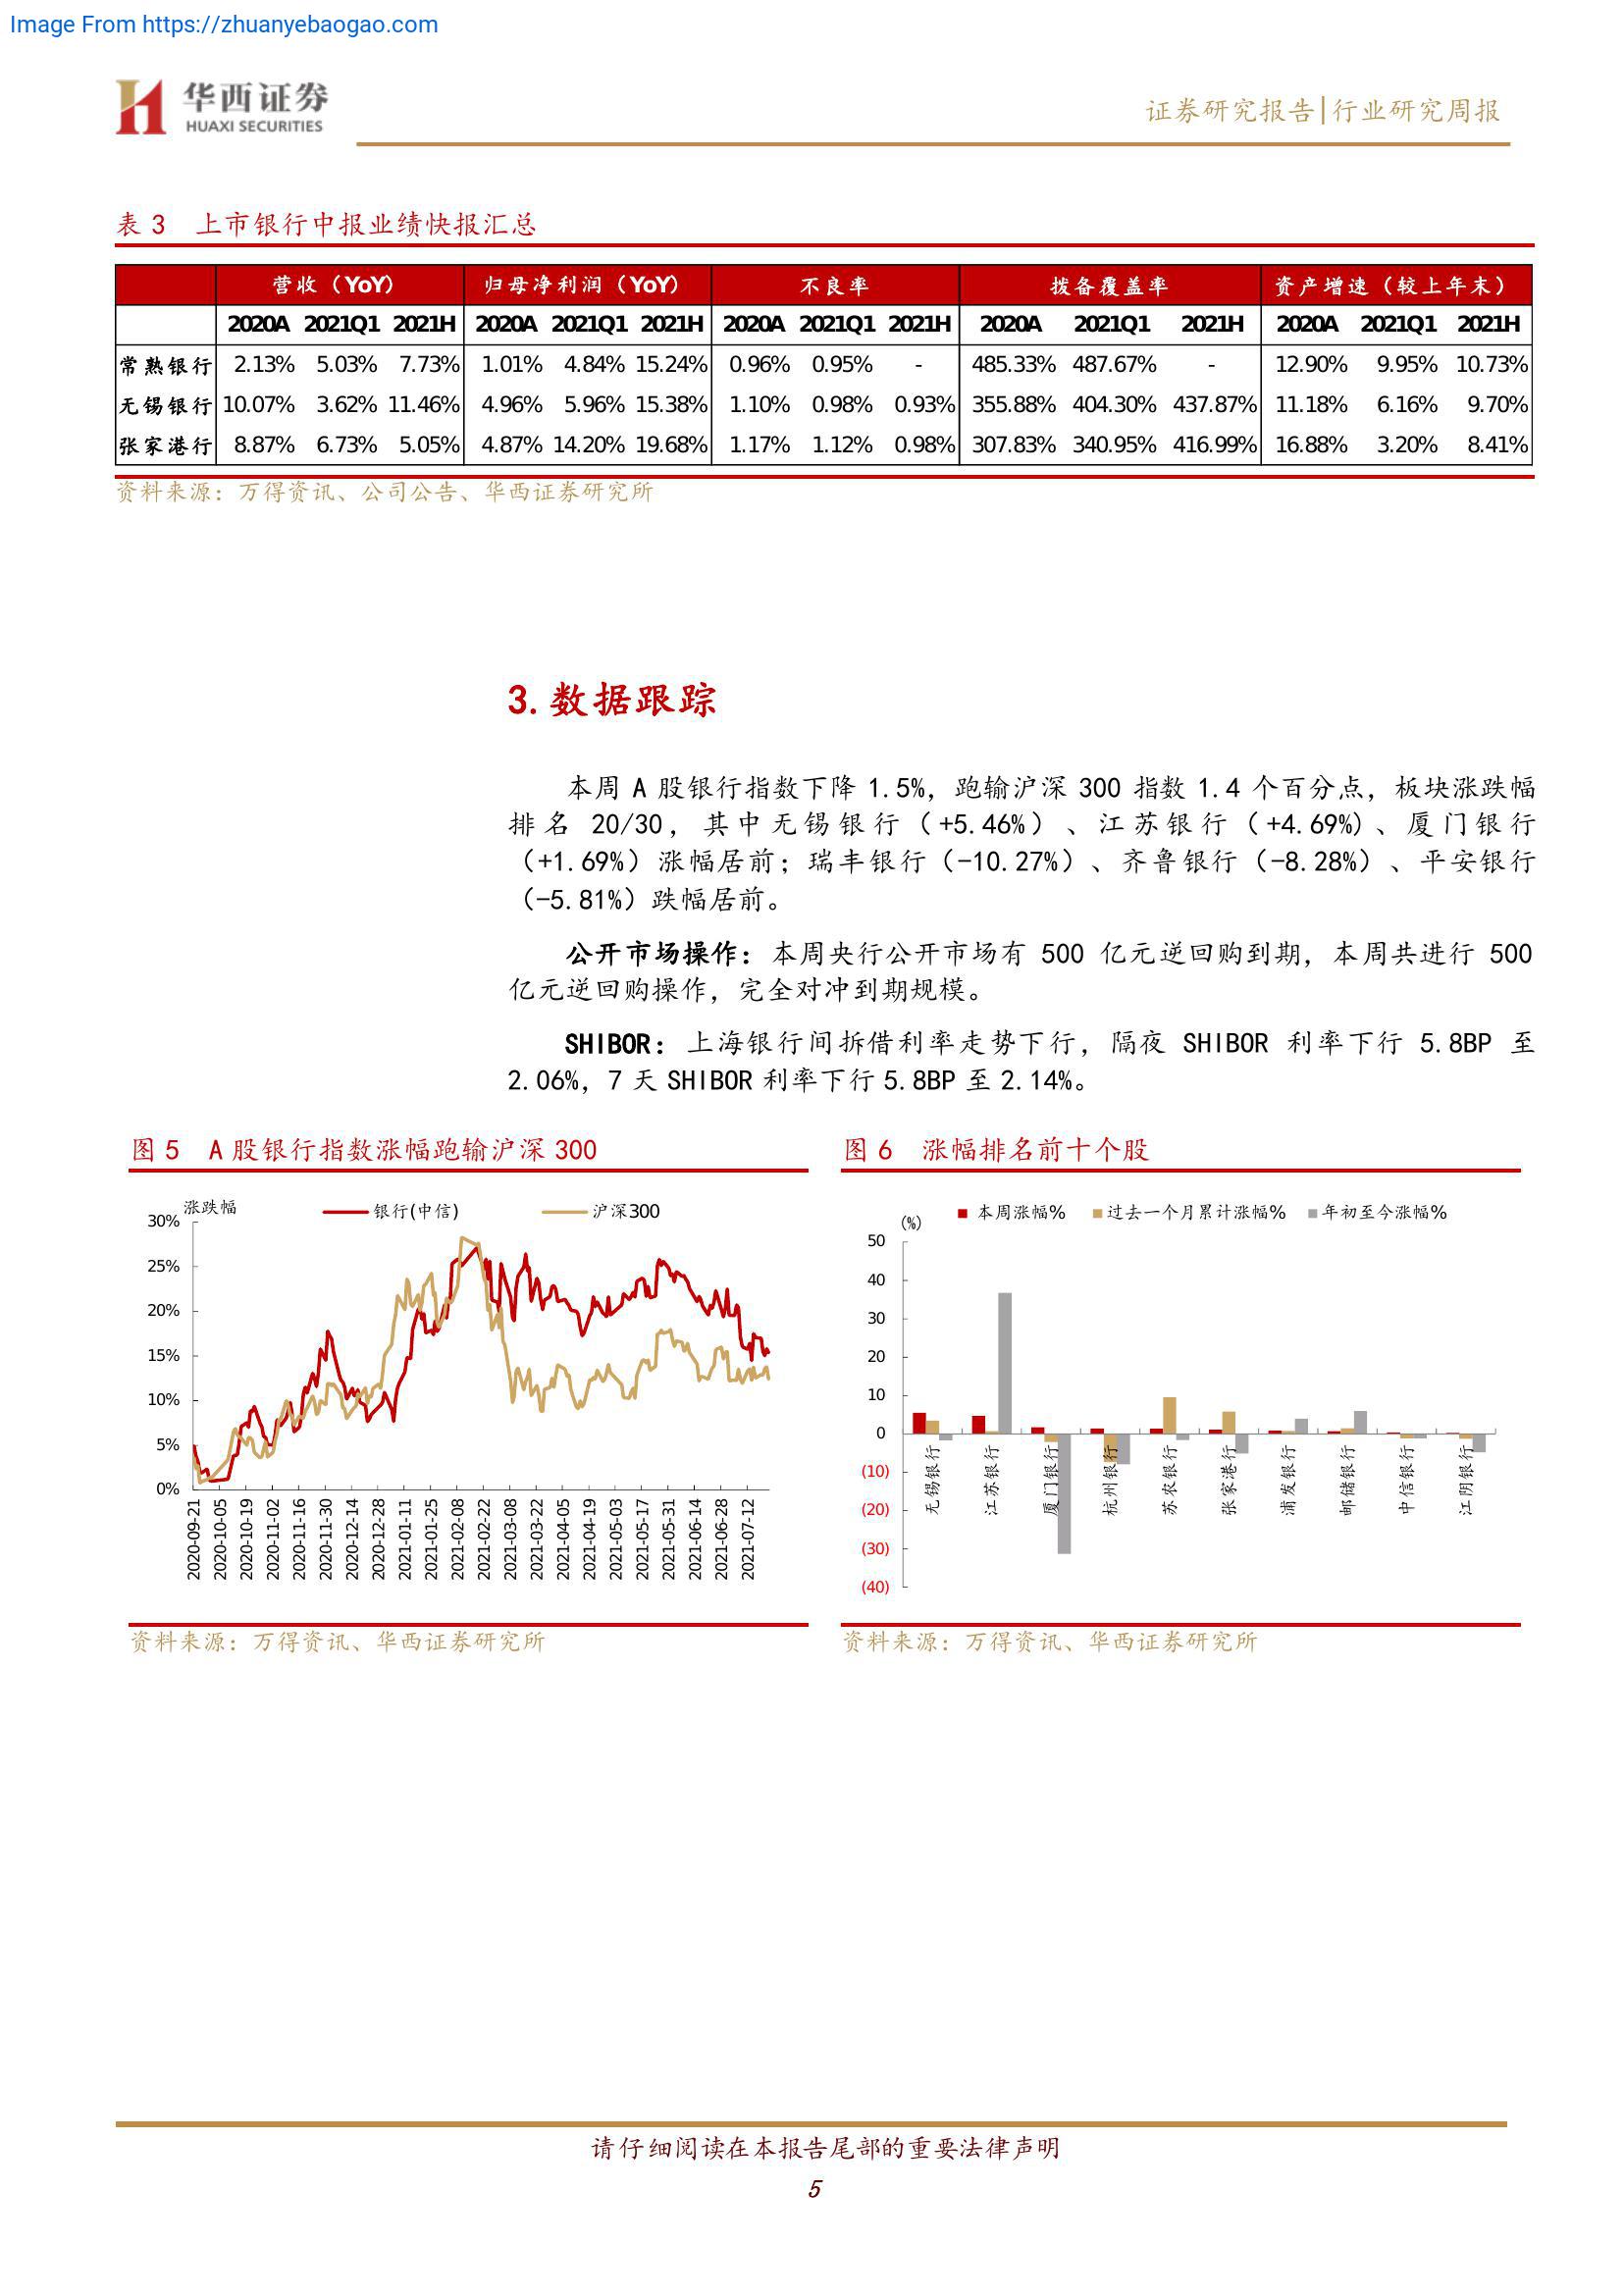 Image From https://zhuanyebaogao.com
华西证券
HUAXI SECURITIES
证券研究报告|行业研究周报
表 3 上市银行中报业绩快报汇总
营收（YoY） 归母净利润（YoY） 不良率 拨备覆盖率 资产增速（较上年末）
2020A 2021Q1 2021H 2020A 2021Q1 2021H 2020A 2021Q1 2021H 2020A 2021Q1 2021H 2020A 2021Q1 2021H
常熟银行 2.13% 5.03% 7.73% 1.01% 4.84% 15.24% 0.96% 0.95% - 485.33% 487.67% - 12.90% 9.95% 10.73%
无锡银行 10.07% 3.62% 11.46% 4.96% 5.96% 15.38% 1.10% 0.98% 0.93% 355.88% 404.30% 437.87% 11.18% 6.16% 9.70%
张家港行 8.87% 6.73% 5.05% 4.87% 14.20% 19.68% 1.17% 1.12% 0.98% 307.83% 340.95% 416.99% 16.88% 3.20% 8.41%
资料来源：万得资讯、公司公告、华西证券研究所
3.数据跟踪
本周 A 股银行指数下降 1.5%，跑输沪深 300 指数 1.4 个百分点，板块涨跌幅
排名 20/30，其中无锡银行（+5.46%）、江苏银行（+4.69%）、厦门银行
（+1.69%）涨幅居前；瑞丰银行（-10.27%）、齐鲁银行（-8.28%）、平安银行
（-5.81%）跌幅居前。
公开市场操作：本周央行公开市场有 500 亿元逆回购到期，本周共进行 500
亿元逆回购操作，完全对冲到期规模。
SHIBOR：上海银行间拆借利率走势下行，隔夜 SHIBOR 利率下行 5.8BP 至
2.06%，7 天 SHIBOR 利率下行 5.8BP 至 2.14%。
图 5 A 股银行指数涨幅跑输沪深 300
涨跌幅 银行(中信) 沪深300
30%
25%
20%
15%
10%
5%
0%
2020-09-21
2020-10-05
2020-10-19
2020-11-02
2020-11-16
2020-11-30
2020-12-14
2020-12-28
2021-01-11
2021-01-25
2021-02-08
2021-02-22
2021-03-08
2021-03-22
2021-04-05
2021-04-19
2021-05-03
2021-05-17
2021-05-31
2021-06-14
2021-06-28
2021-07-12
资料来源：万得资讯、华西证券研究所
图 6 涨幅排名前十个股
(%) 本周涨幅% 过去一个月累计涨幅% 年初至今涨幅%
50
40
30
20
10
0
(10)
(20)
(30)
(40)
无锡银行
江苏银行
厦门银行
杭州银行
苏农银行
张家港行
浦发银行
邮储银行
中信银行
江阴银行
资料来源：万得资讯、华西证券研究所
请仔细阅读在本报告尾部的重要法律声明
5